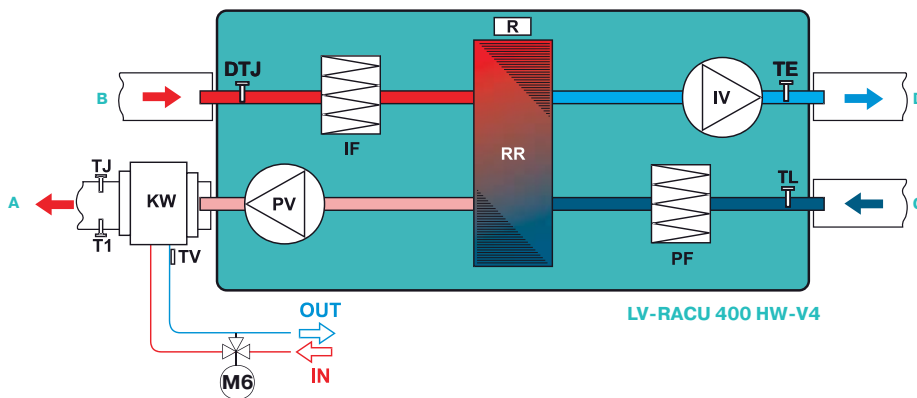 R
DTJ
TE
B
IV
D
IF
RR
TJ
TL
A
KW
PV
C
T1
TV
PF
OUT
LV-RACU 400 HW-V4
IN
M6